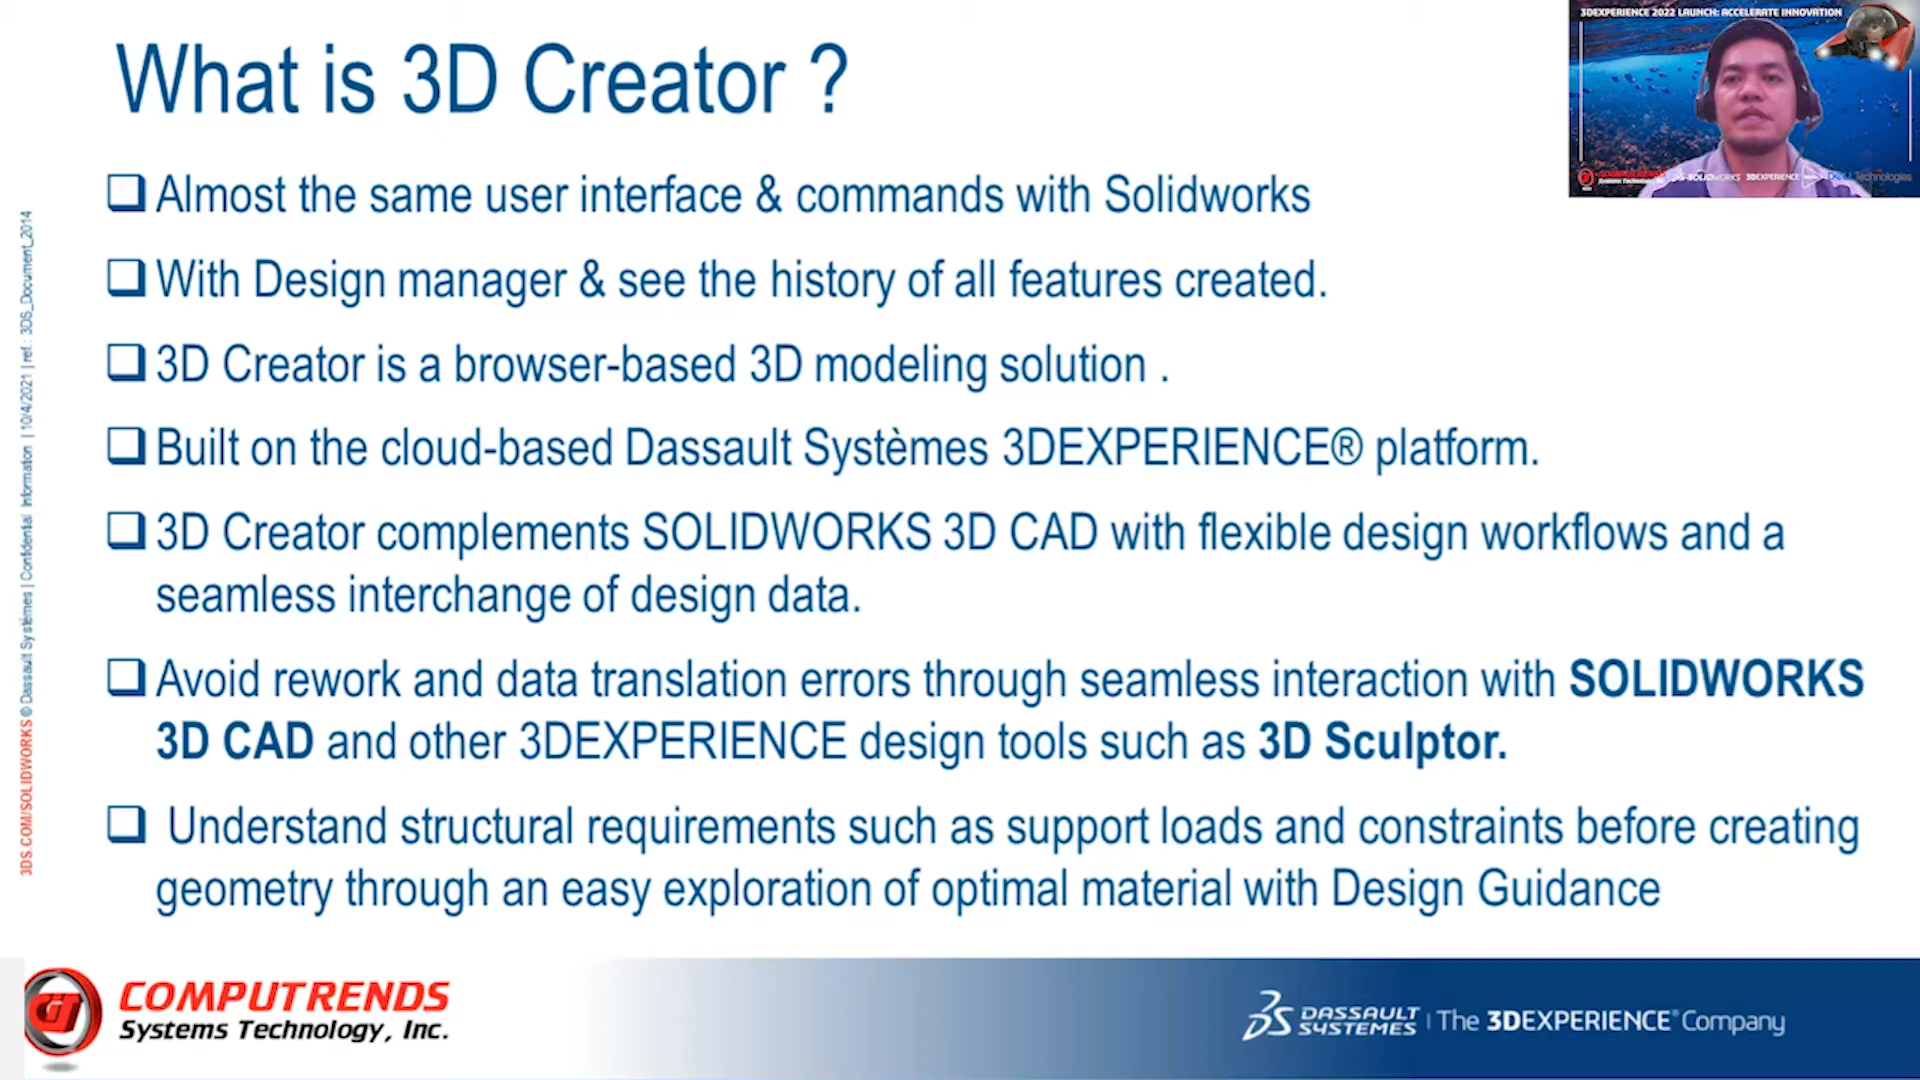 What is 3D Creator ?
Almost the same user interface & commands with Solidworks
With Design manager & see the history of all features created.
3D Creator is a browser-based 3D modeling solution .
Built on the cloud-based Dassault Systèmes 3DEXPERIENCE® platform.
3D Creator complements SOLIDWORKS 3D CAD with flexible design workflows and a
seamless interchange of design data.
Avoid rework and data translation errors through seamless interaction with SOLIDWORKS
3D CAD and other 3DEXPERIENCE design tools such as 3D Sculptor.
Understand structural requirements such as support loads and constraints before creating
geometry through an easy exploration of optimal material with Design Guidance
3DS.COM/SOLIDWORKS © Dassault Systèmes | Confidential Information | 10/4/2021 | ref.: 3DS_Document_2014
3DEXPERIENCE 2022 LAUNCH: ACCELERATE INNOVATION
SOLIDWORKS 3DEXPERIENCE Technologies
COMPUTRENDS
Systems Technology, Inc.
DASSAULT
SYSTEMES | The 3DEXPERIENCE® Company